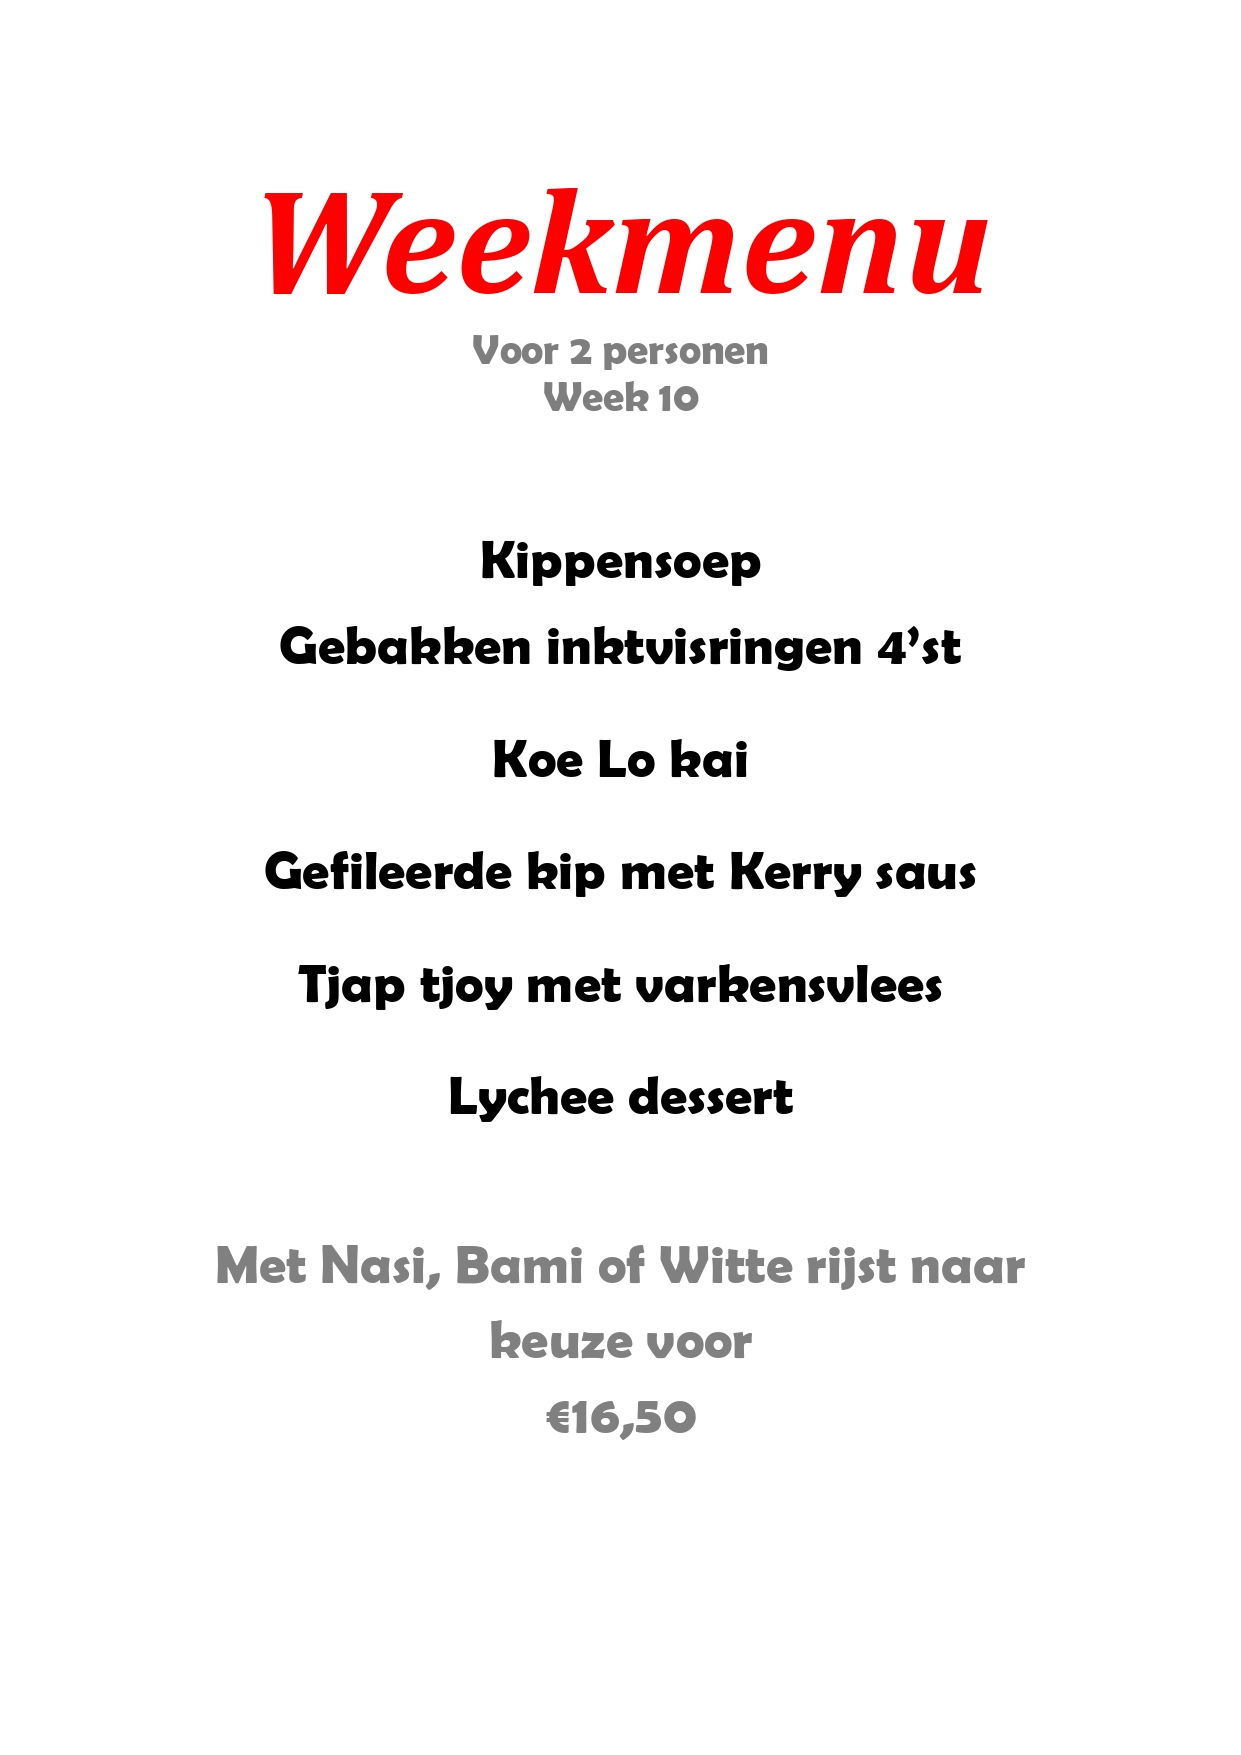 Weekmenu
Voor 2 personen
Week 10
Kippensoep
Gebakken inktvisringen 4’st
Koe Lo kai
Gefileerde kip met Kerry saus
Tjap tjoy met varkensvlees
Lychee dessert
Met Nasi, Bami of Witte rijst naar
keuze voor
€16,50